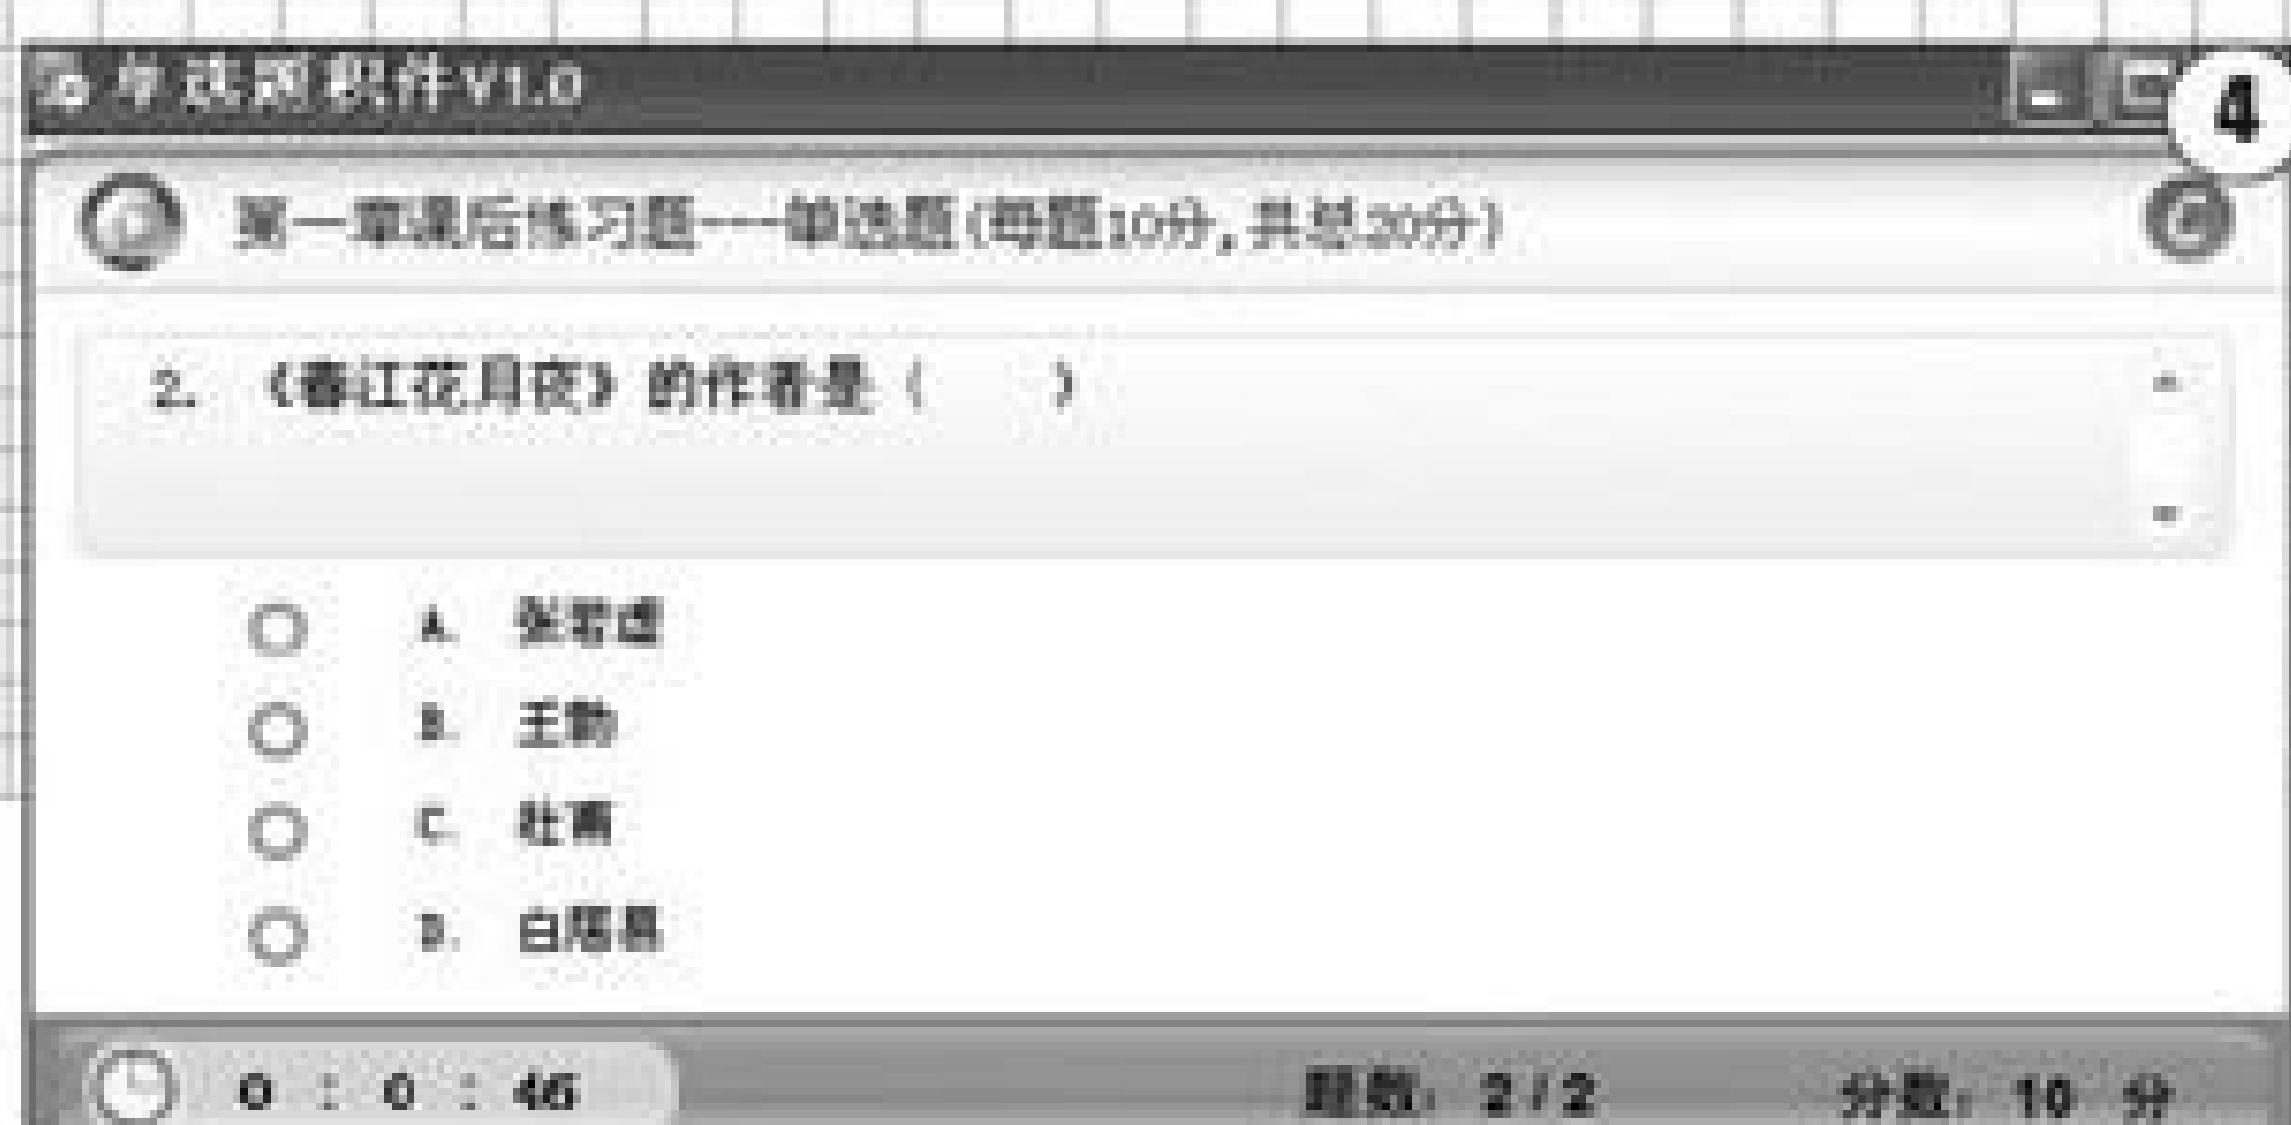 单选题积件V1.0
4
第一章课后练习题---单选题(每题10分,共总20分)
2. 《春江花月夜》的作者是（　　）
A. 张若虚
B. 王勃
C. 杜甫
D. 白居易
0 : 0 : 46
题数: 2/2
分数: 10 分